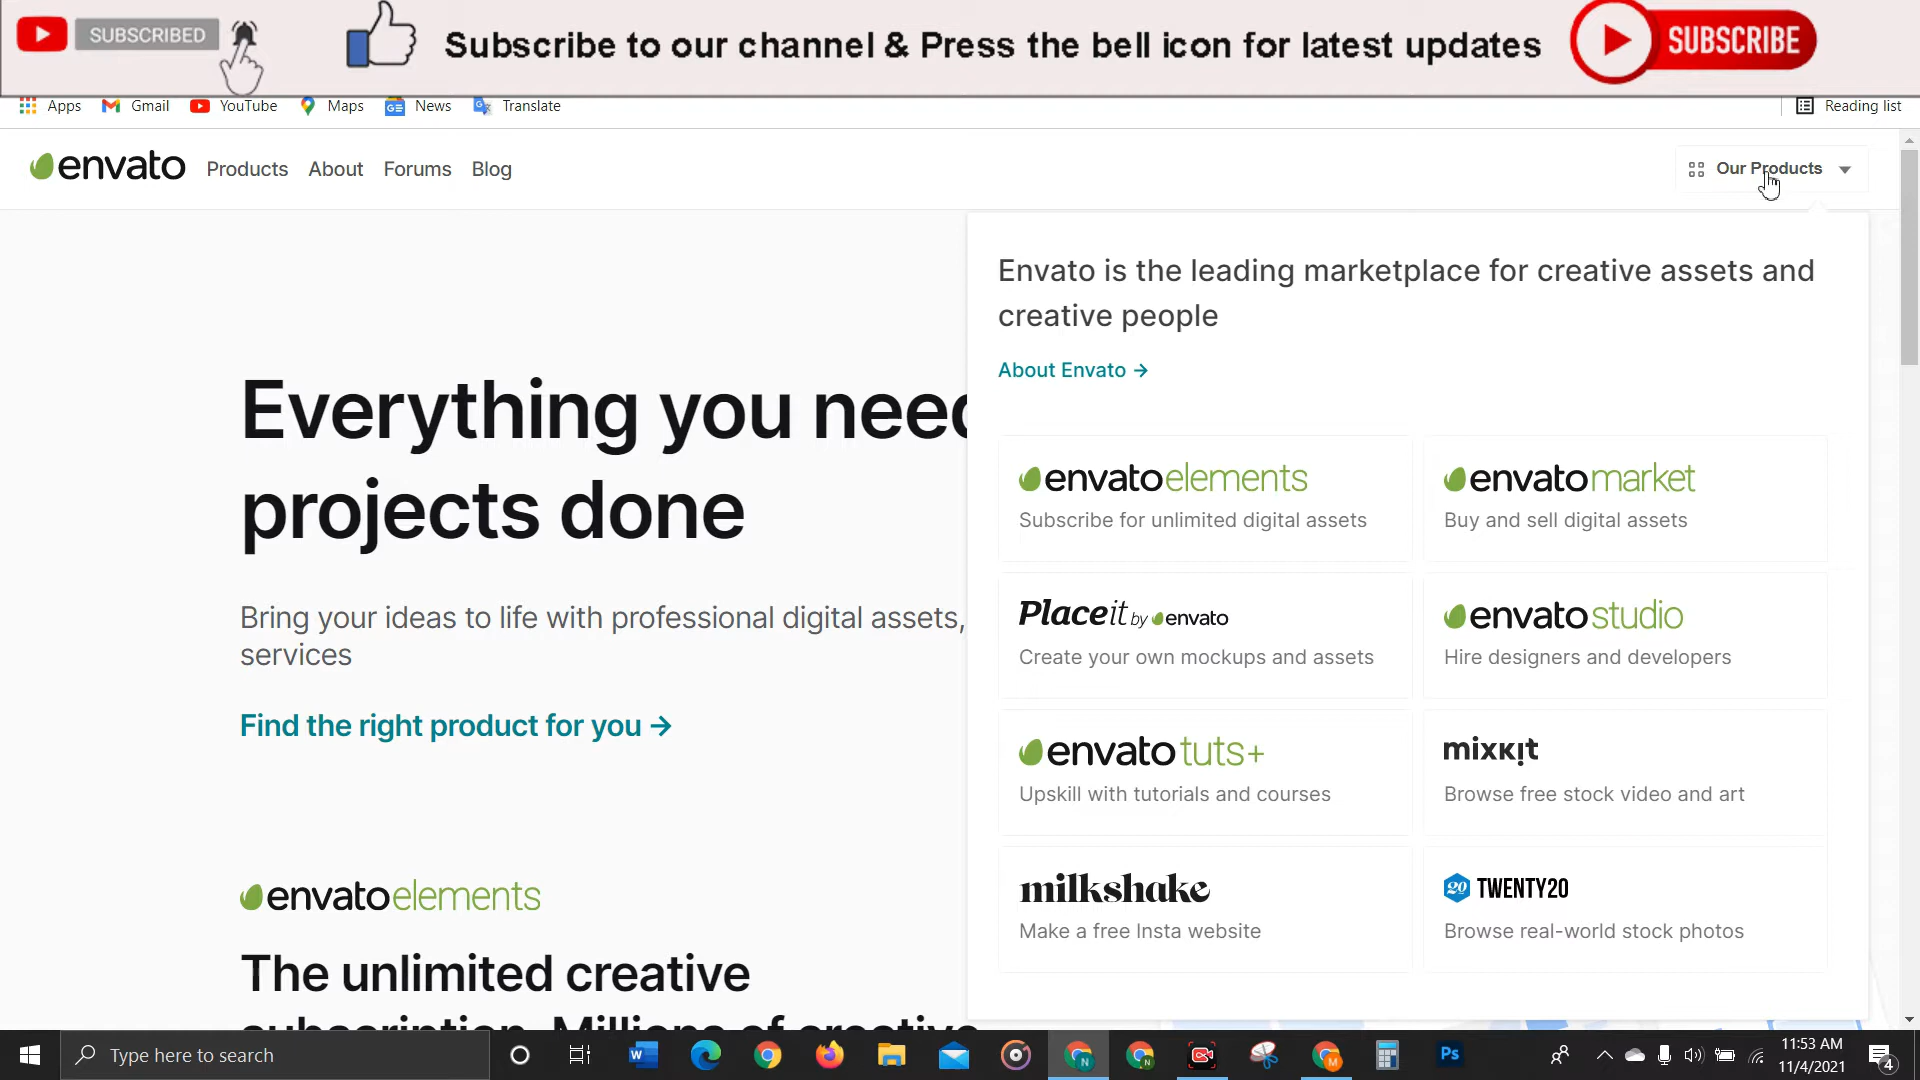 SUBSCRIBED
Subscribe to our channel & Press the bell icon for latest updates
SUBSCRIBE
Apps
Gmail
YouTube
Maps
News
Translate
Reading list
envato
Products
About
Forums
Blog
Our Products
Envato is the leading marketplace for creative assets and
creative people
About Envato →
Everything you need
projects done
Bring your ideas to life with professional digital assets,
services
Find the right product for you →
envatoelements
The unlimited creative
subscription. Millions of creative
envatoelements
Subscribe for unlimited digital assets
envatomarket
Buy and sell digital assets
Placeit by envato
Create your own mockups and assets
envatostudio
Hire designers and developers
envatotuts+
Upskill with tutorials and courses
mixkit
Browse free stock video and art
milkshake
Make a free Insta website
20 TWENTY20
Browse real-world stock photos
Type here to search
11:53 AM
11/4/2021
4